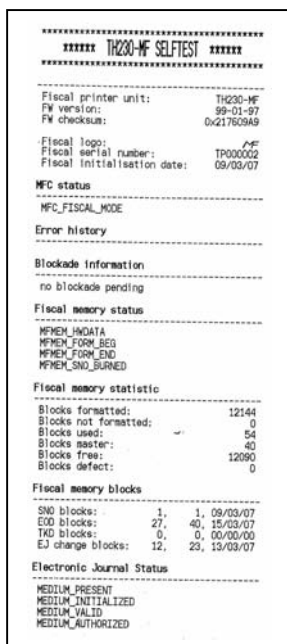 ************************************
****** TH230-MF SELFTEST ******
************************************
Fiscal printer unit: TH230-MF
FW version: 99-01-97
FW checksum: 0x217609A9
Fiscal logo: MF
Fiscal serial number: TP000002
Fiscal initialisation date: 09/03/07
MFC status
MFC_FISCAL_MODE
Error history
Blockade information
no blockade pending
Fiscal memory status
MFMEM_HWDATA
MFMEM_FORM_BEG
MFMEM_FORM_END
MFMEM_SNO_BURNED
Fiscal memory statistic
Blocks formatted: 12144
Blocks not formatted: 0
Blocks used: 54
Blocks master: 40
Blocks free: 12090
Blocks defect: 0
Fiscal memory blocks
SNO blocks: 1, 1, 09/03/07
EOD blocks: 27, 40, 15/03/07
TKD blocks: 0, 0, 00/00/00
EJ change blocks: 12, 23, 13/03/07
Electronic Journal Status
MEDIUM_PRESENT
MEDIUM_INITIALIZED
MEDIUM_VALID
MEDIUM_AUTHORIZED